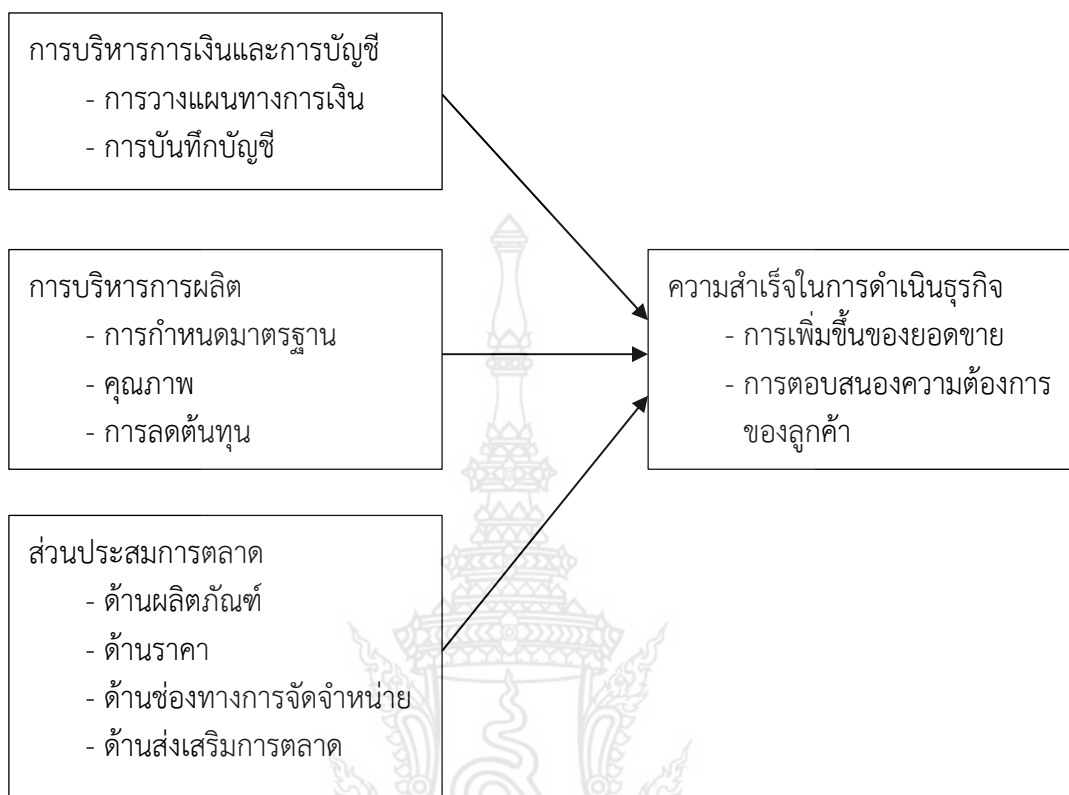 การบริหารการเงินและการบัญชี
- การวางแผนทางการเงิน
- การบันทึกบัญชี
การบริหารการผลิต
- การกำหนดมาตรฐาน
- คุณภาพ
- การลดต้นทุน
ส่วนประสมการตลาด
- ด้านผลิตภัณฑ์
- ด้านราคา
- ด้านช่องทางการจัดจำหน่าย
- ด้านส่งเสริมการตลาด
ความสำเร็จในการดำเนินธุรกิจ
- การเพิ่มขึ้นของยอดขาย
- การตอบสนองความต้องการ
ของลูกค้า